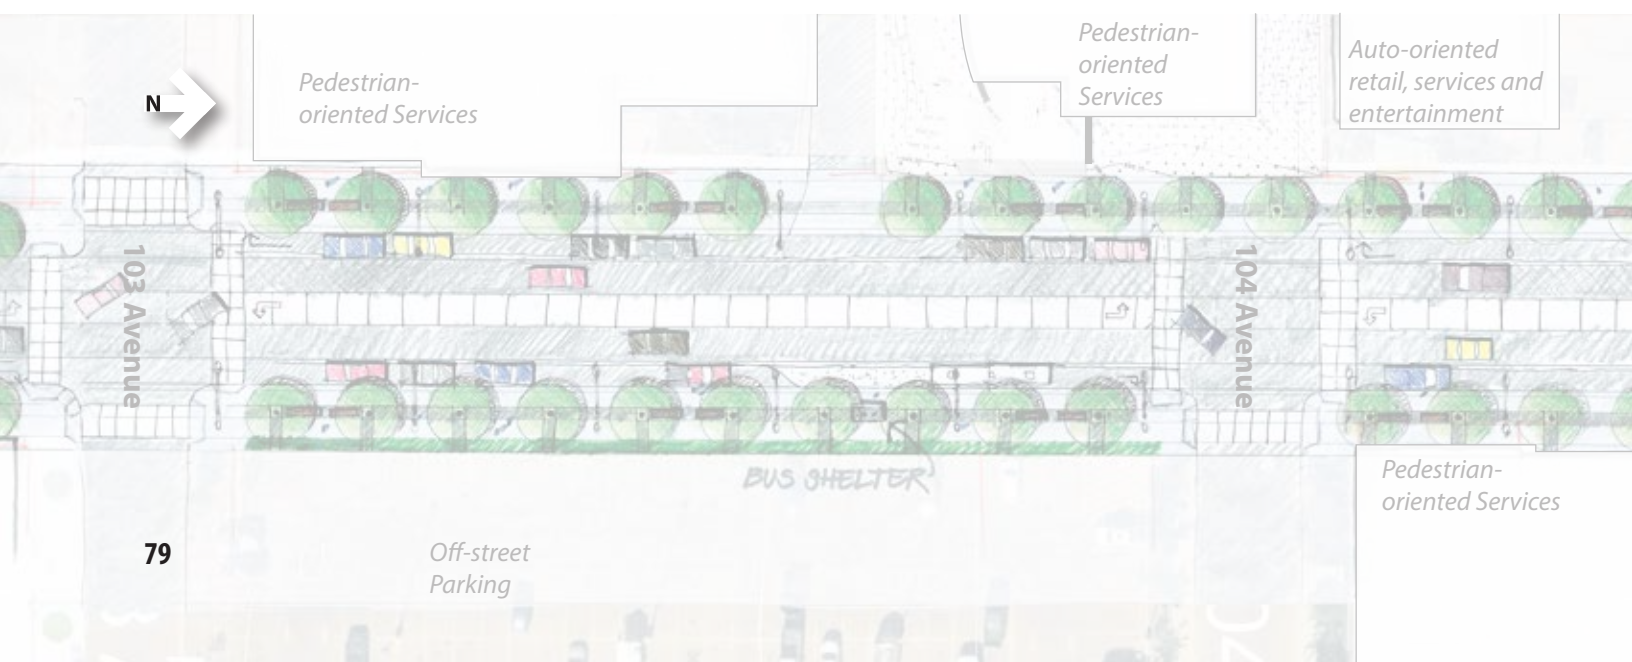 Pedestrian-
oriented Services
Pedestrian-
oriented
Services
Auto-oriented
retail, services and
entertainment
N
103 Avenue
104 Avenue
BUS SHELTER
Pedestrian-
oriented Services
79
Off-street
Parking